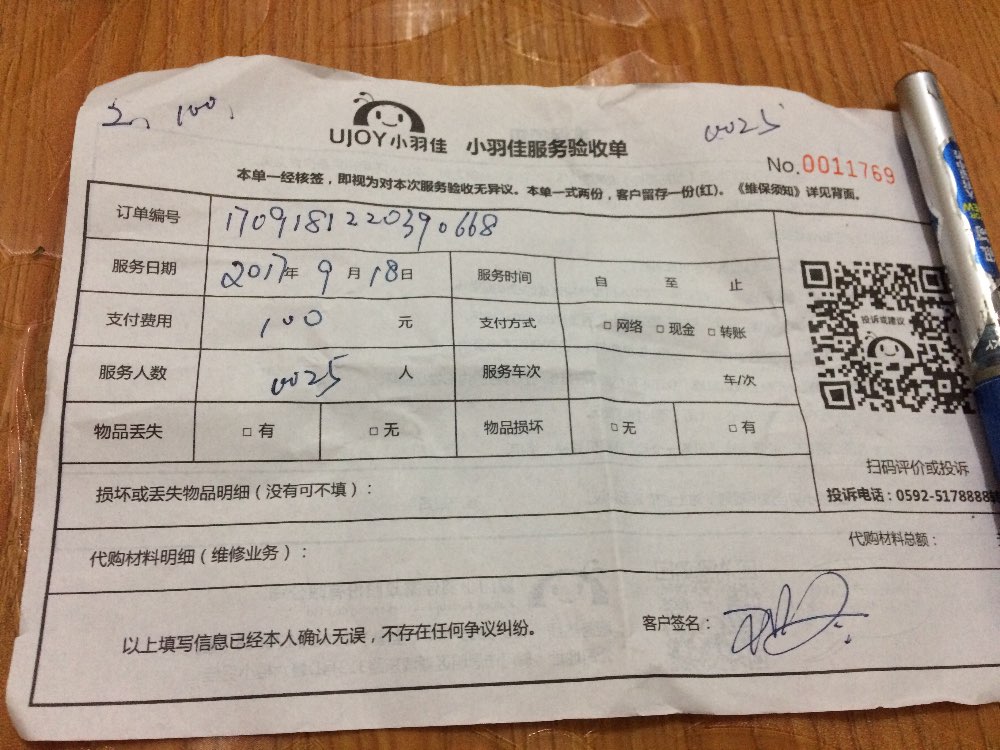 2、100、
0025
UJOY小羽佳 小羽佳服务验收单
No.0011769
本单一经核签，即视为对本次服务验收无异议。本单一式两份，客户留存一份(红)。《维保须知》详见背面。
订单编号 1709181220390668
服务日期 2017年 9月18日 服务时间 自 至 止
支付费用 100 元 支付方式 □网络 □现金 □转账
服务人数 0025 人 服务车次 车/次
投诉或建议
物品丢失 □有 □无 物品损坏 □无 □有
扫码评价或投诉
投诉电话：0592-5178888
损坏或丢失物品明细（没有可不填）：
代购材料明细（维修业务）： 代购材料总额：
以上填写信息已经本人确认无误，不存在任何争议纠纷。 客户签名：